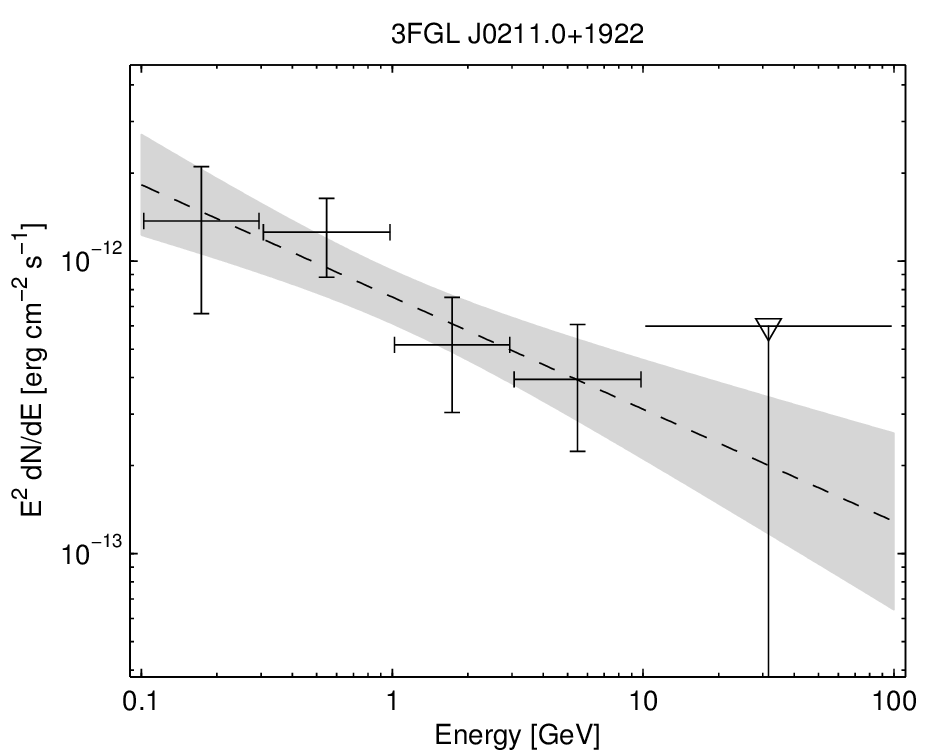 3FGL J0211.0+1922
E² dN/dE [erg cm⁻² s⁻¹]
10⁻¹²
10⁻¹³
0.1 1 10 100
Energy [GeV]